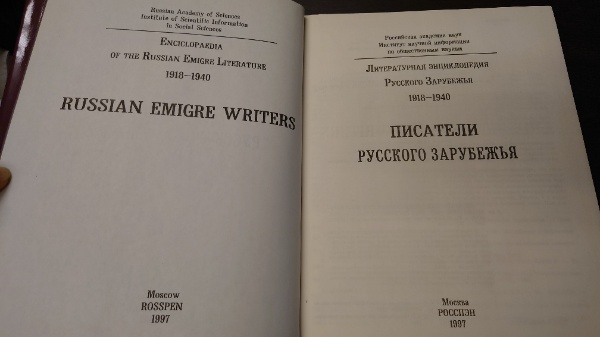 Russian Academy of Sciences
Institute of Scientific Information
in Social Sciences
Enciclopaedia
of the Russian Emigre Literature
1918-1940
RUSSIAN EMIGRE WRITERS
Moscow
ROSSPEN
1997
Российская академия наук
Институт научной информации
по общественным наукам
Литературная энциклопедия
Русского Зарубежья
1918-1940
ПИСАТЕЛИ
РУССКОГО ЗАРУБЕЖЬЯ
Москва
РОССПЭН
1997